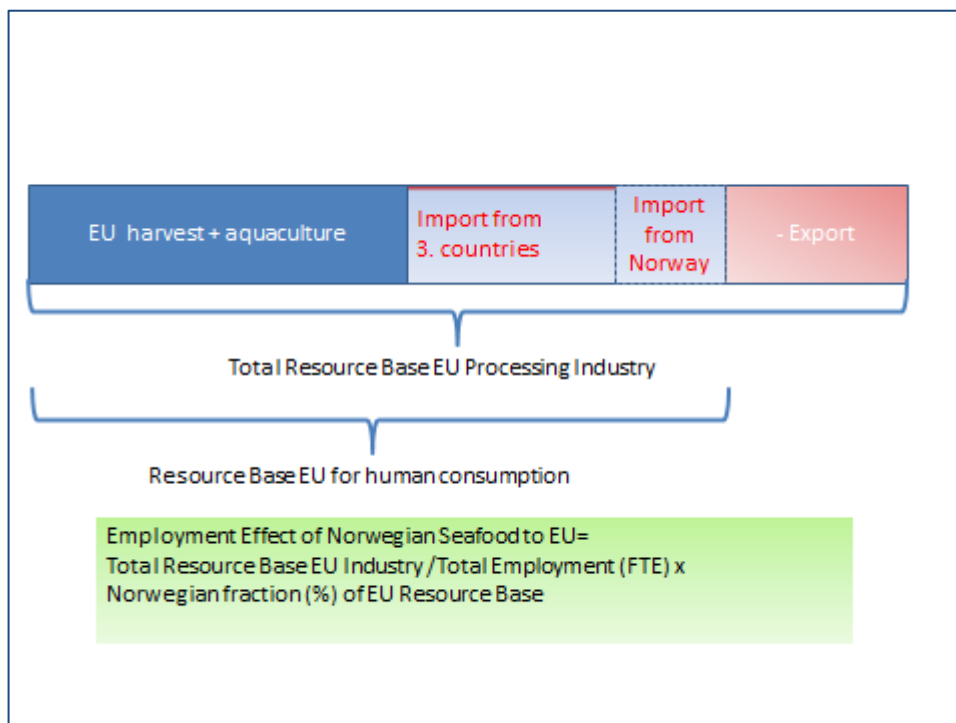 EU harvest + aquaculture
Import from
3. countries
Import
from
Norway
- Export
Total Resource Base EU Processing Industry
Resource Base EU for human consumption
Employment Effect of Norwegian Seafood to EU=
Total Resource Base EU Industry /Total Employment (FTE) x
Norwegian fraction (%) of EU Resource Base